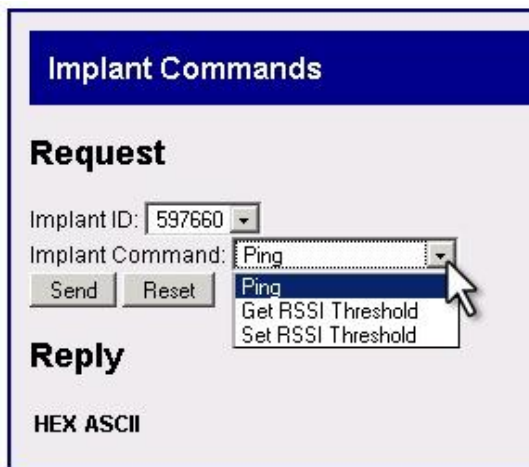 Implant Commands
Request
Implant ID: 597660
Implant Command: Ping
Send Reset
Ping
Get RSSI Threshold
Set RSSI Threshold
Reply
HEX ASCII